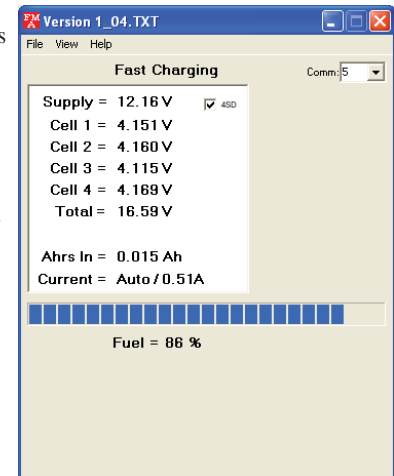 s
FMA Version 1_04.TXT
File View Help
Fast Charging Comm: 5
Supply = 12.16 V 4SD
Cell 1 = 4.151 V
Cell 2 = 4.160 V
Cell 3 = 4.115 V
Cell 4 = 4.169 V
Total = 16.59 V
Ahrs In = 0.015 Ah
Current = Auto / 0.51A
Fuel = 86 %